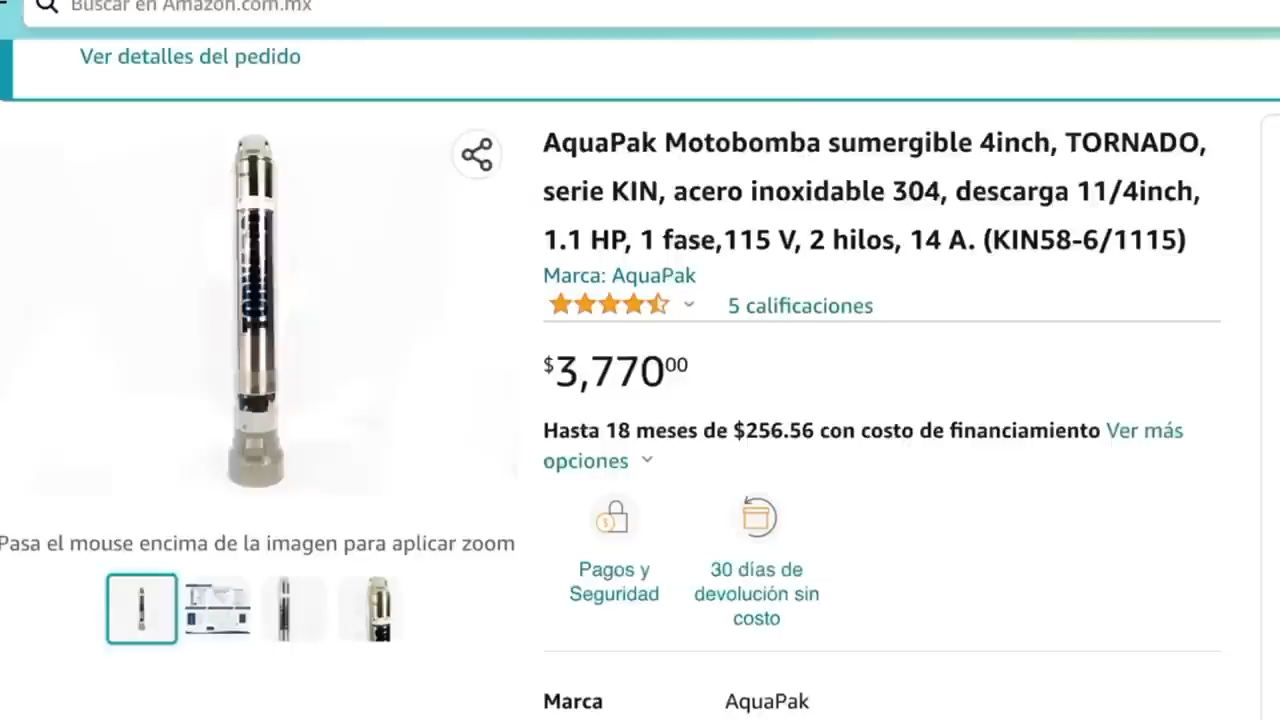 Buscar en Amazon.com.mx
Ver detalles del pedido
AquaPak Motobomba sumergible 4inch, TORNADO,
serie KIN, acero inoxidable 304, descarga 11/4inch,
1.1 HP, 1 fase,115 V, 2 hilos, 14 A. (KIN58-6/1115)
Marca: AquaPak
5 calificaciones
$3,77000
Hasta 18 meses de $256.56 con costo de financiamiento Ver más
opciones
Pagos y
Seguridad
30 días de
devolución sin
costo
Pasa el mouse encima de la imagen para aplicar zoom
Marca AquaPak